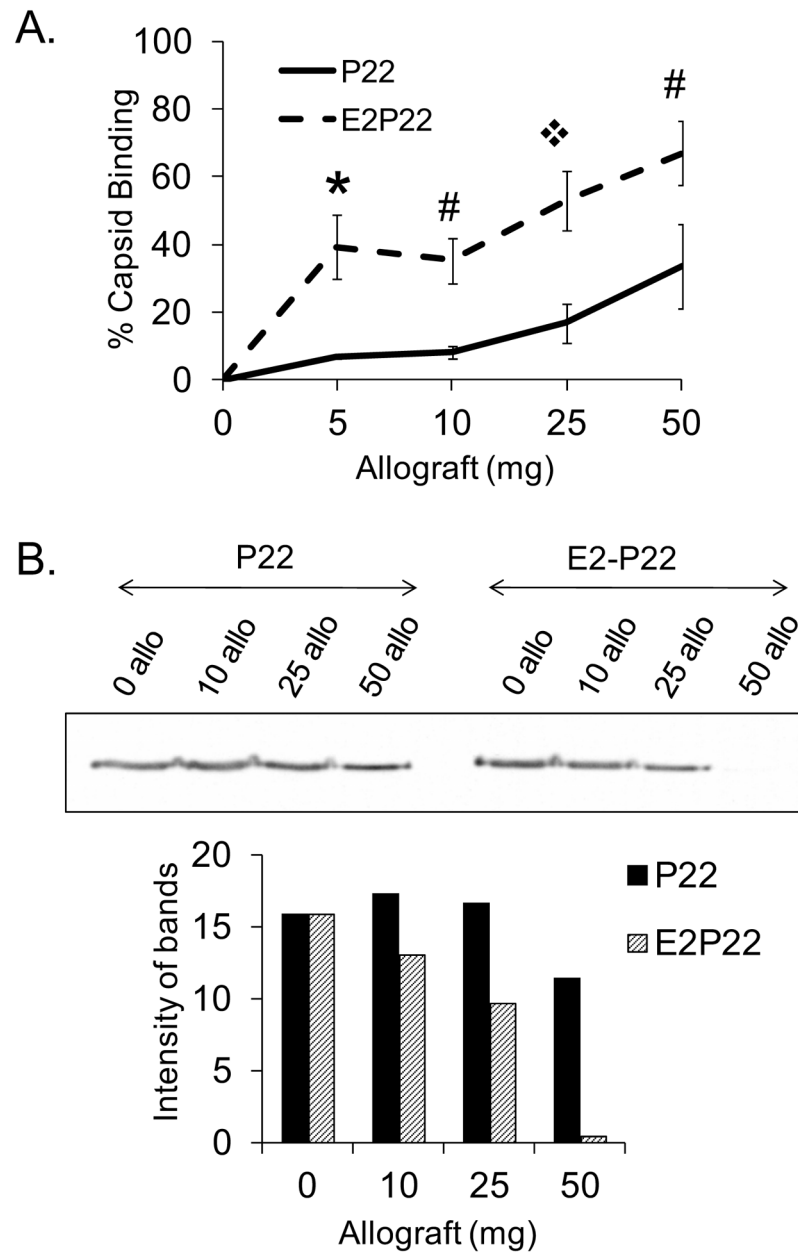 A.
100
80
60
40
20
0
% Capsid Binding
P22
E2P22
*
#
❖
#
0 5 10 25 50
Allograft (mg)
B.
P22 E2-P22
0 allo 10 allo 25 allo 50 allo 0 allo 10 allo 25 allo 50 allo
20
15
10
5
0
Intensity of bands
P22
E2P22
0 10 25 50
Allograft (mg)